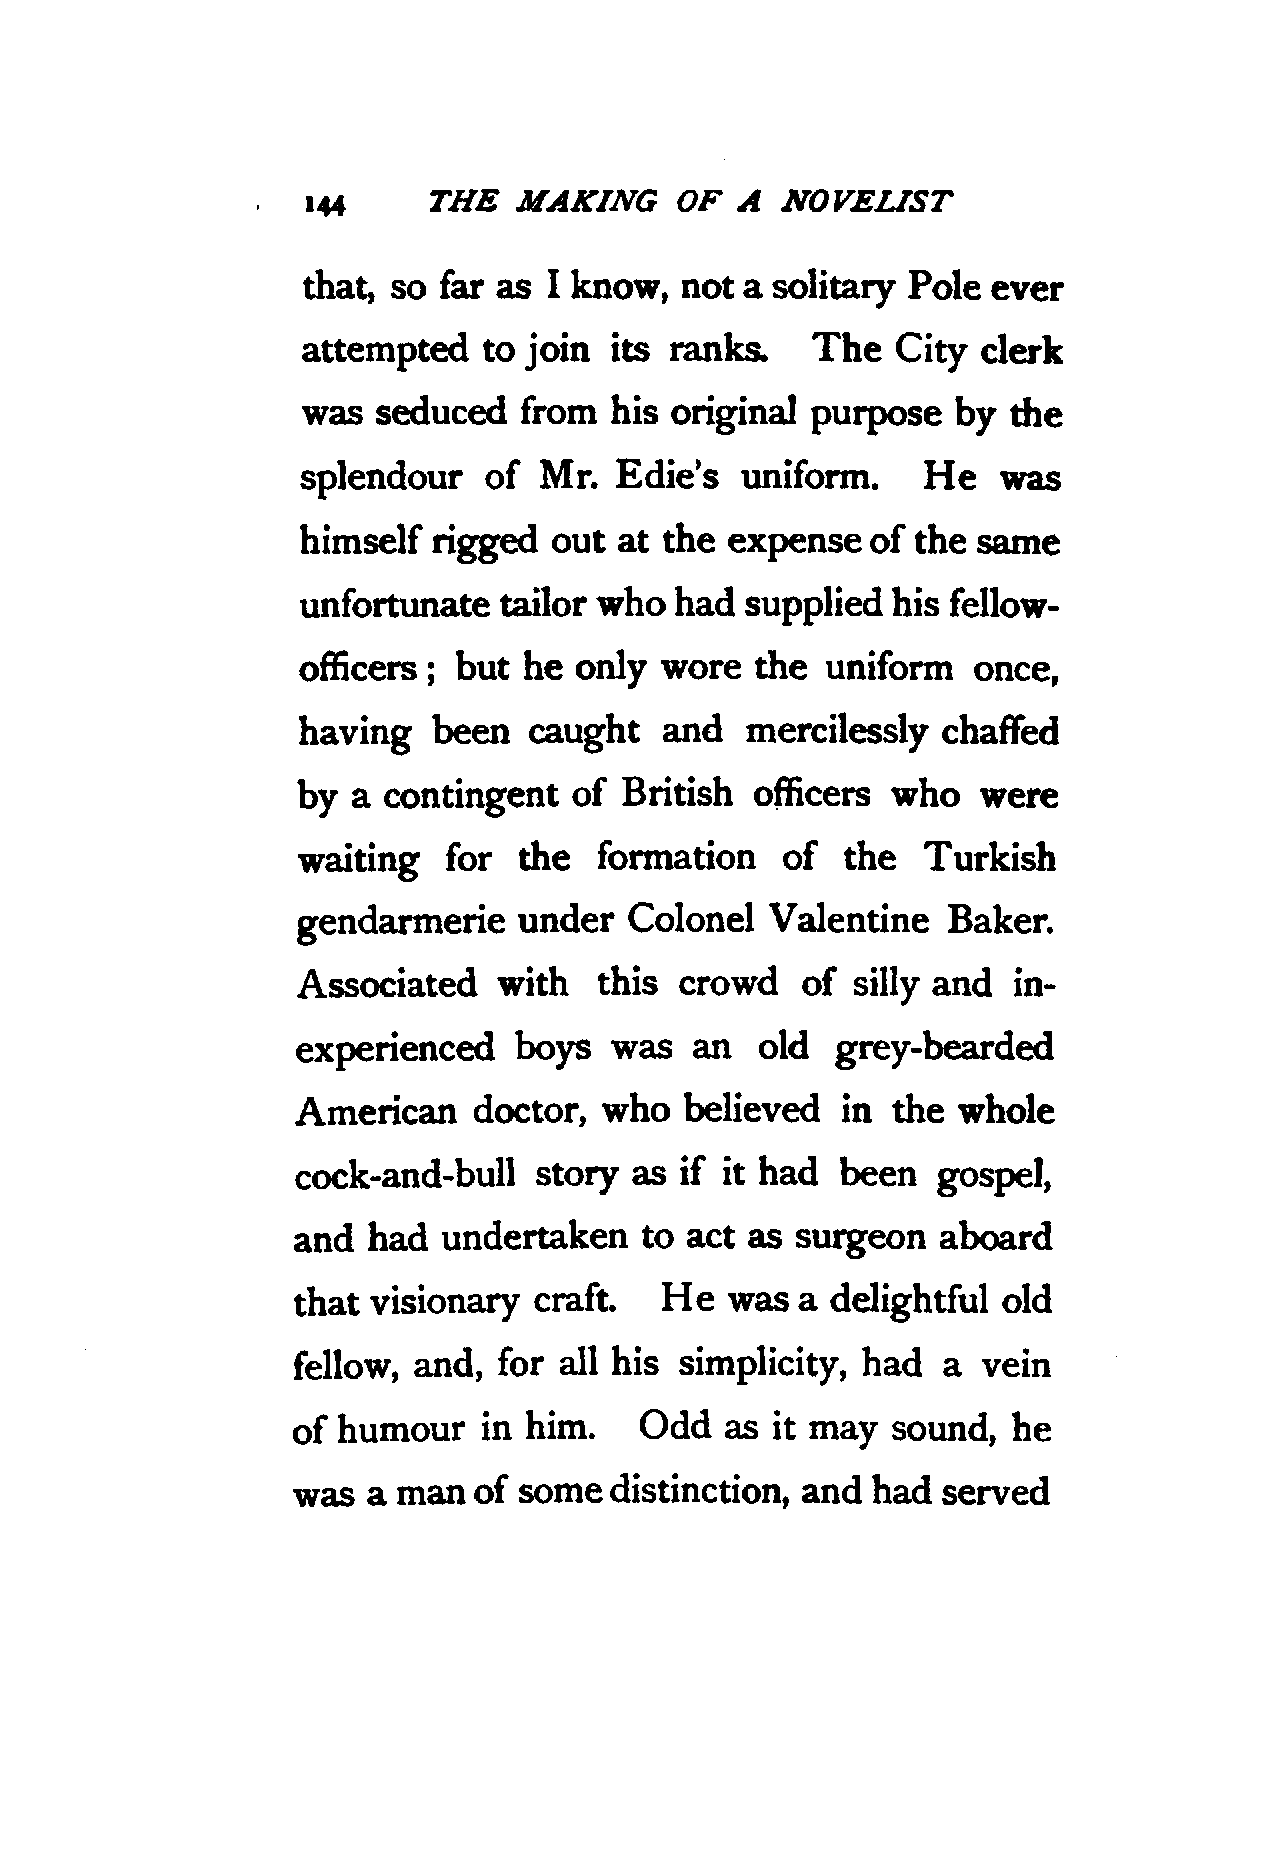 144 THE MAKING OF A NOVELIST
that, so far as I know, not a solitary Pole ever
attempted to join its ranks. The City clerk
was seduced from his original purpose by the
splendour of Mr. Edie's uniform. He was
himself rigged out at the expense of the same
unfortunate tailor who had supplied his fellow-
officers ; but he only wore the uniform once,
having been caught and mercilessly chaffed
by a contingent of British officers who were
waiting for the formation of the Turkish
gendarmerie under Colonel Valentine Baker.
Associated with this crowd of silly and in-
experienced boys was an old grey-bearded
American doctor, who believed in the whole
cock-and-bull story as if it had been gospel,
and had undertaken to act as surgeon aboard
that visionary craft. He was a delightful old
fellow, and, for all his simplicity, had a vein
of humour in him. Odd as it may sound, he
was a man of some distinction, and had served